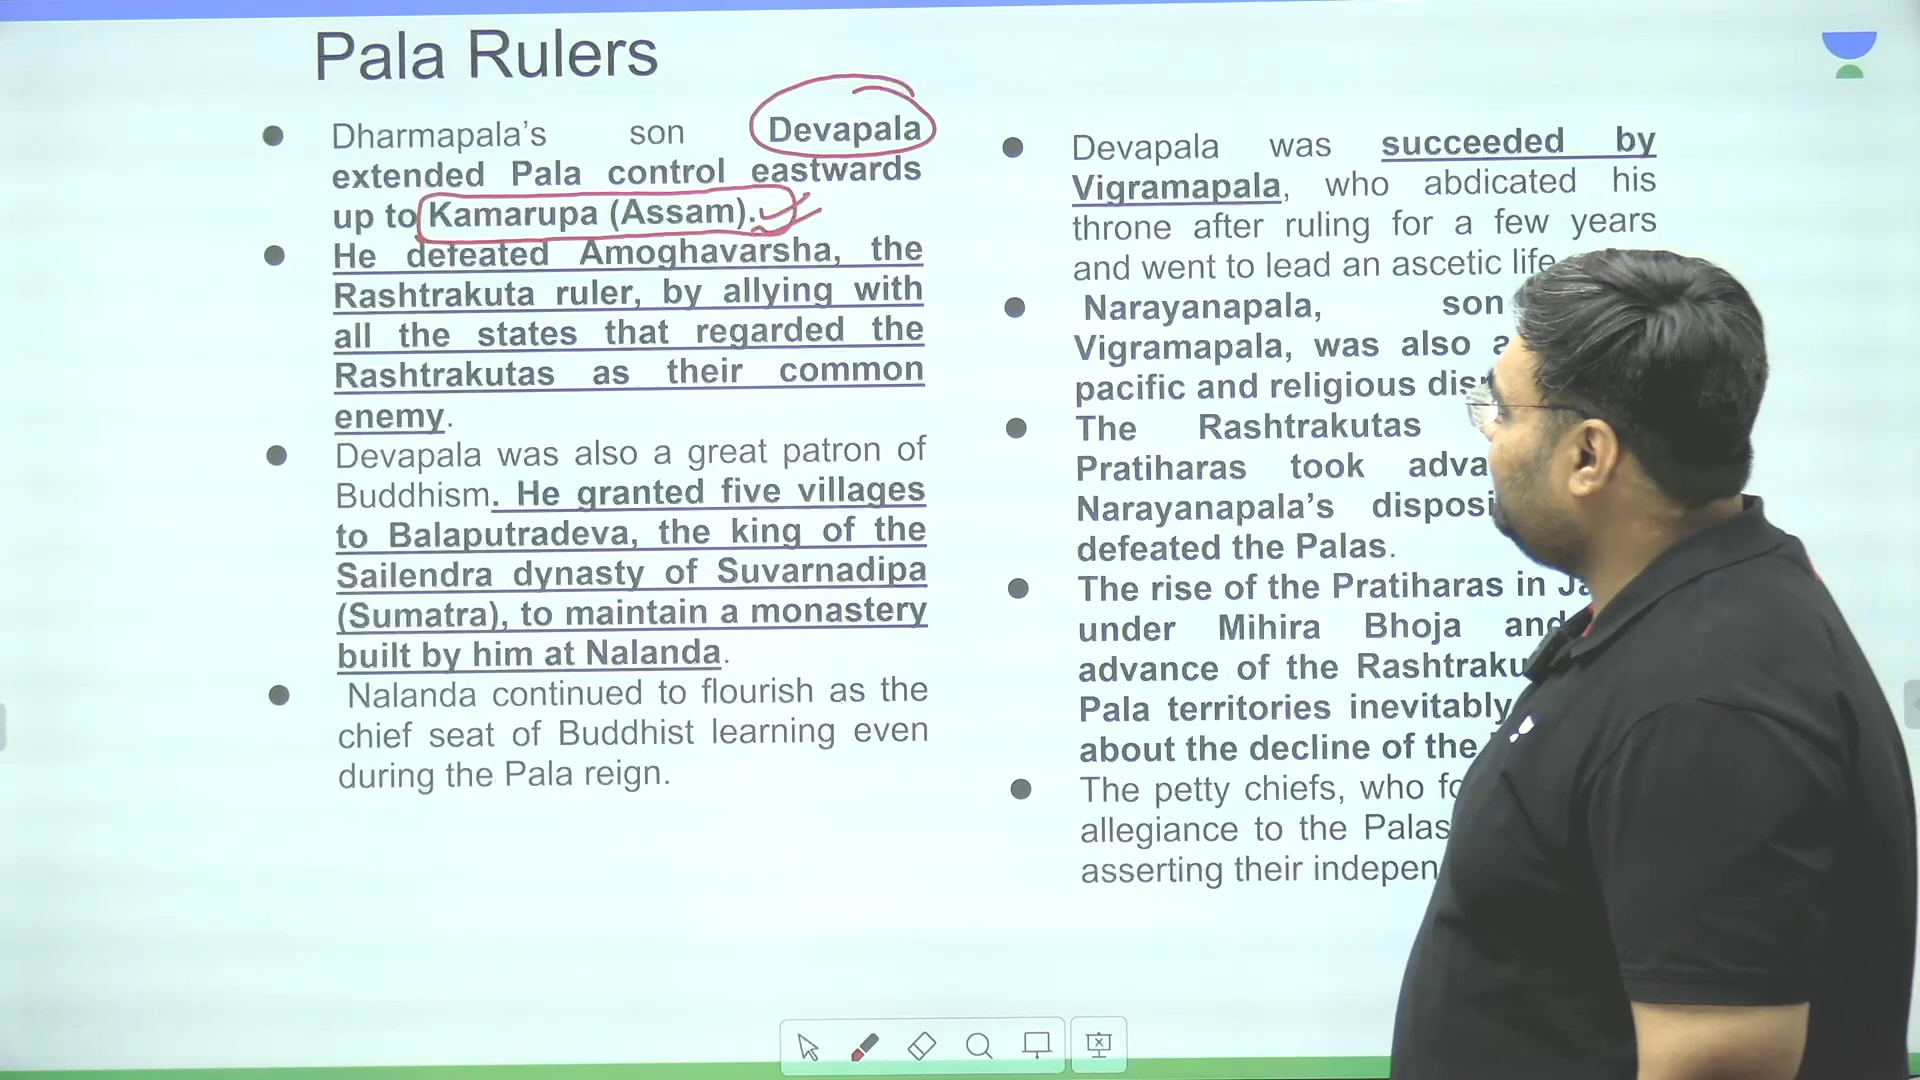 Pala Rulers
Dharmapala’s son Devapala
extended Pala control eastwards
up to Kamarupa (Assam).
He defeated Amoghavarsha, the
Rashtrakuta ruler, by allying with
all the states that regarded the
Rashtrakutas as their common
enemy.
Devapala was also a great patron of
Buddhism. He granted five villages
to Balaputradeva, the king of the
Sailendra dynasty of Suvarnadipa
(Sumatra), to maintain a monastery
built by him at Nalanda.
Nalanda continued to flourish as the
chief seat of Buddhist learning even
during the Pala reign.
Devapala was succeeded by
Vigramapala, who abdicated his
throne after ruling for a few years
and went to lead an ascetic life
Narayanapala, son
Vigramapala, was also a
pacific and religious
The Rashtrakutas
Pratiharas took
Narayanapala’s
defeated the Palas.
The rise of the Pratiharas in
under Mihira Bhoja and
advance of the
Pala territories inevitably
about the decline of the
The petty chiefs, who
allegiance to the Palas
asserting their